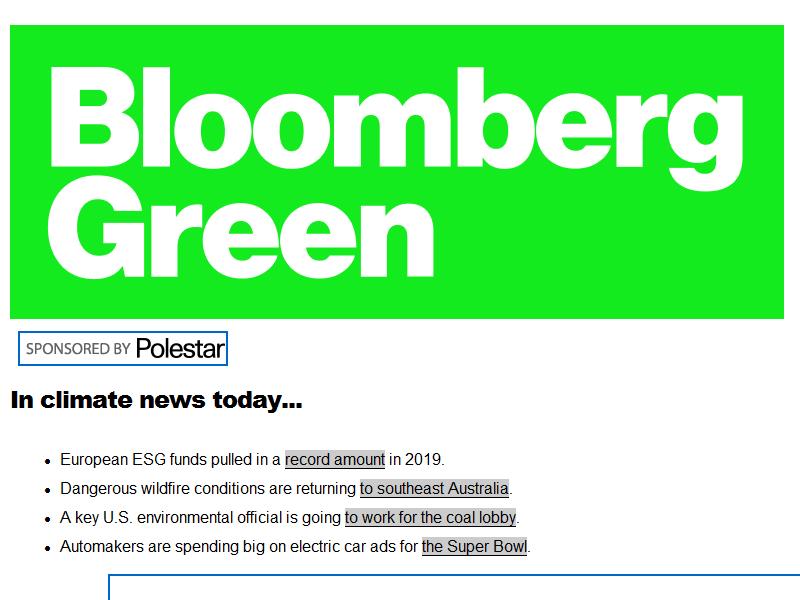 Bloomberg
Green
SPONSORED BY Polestar
In climate news today...
• European ESG funds pulled in a record amount in 2019.
• Dangerous wildfire conditions are returning to southeast Australia.
• A key U.S. environmental official is going to work for the coal lobby.
• Automakers are spending big on electric car ads for the Super Bowl.